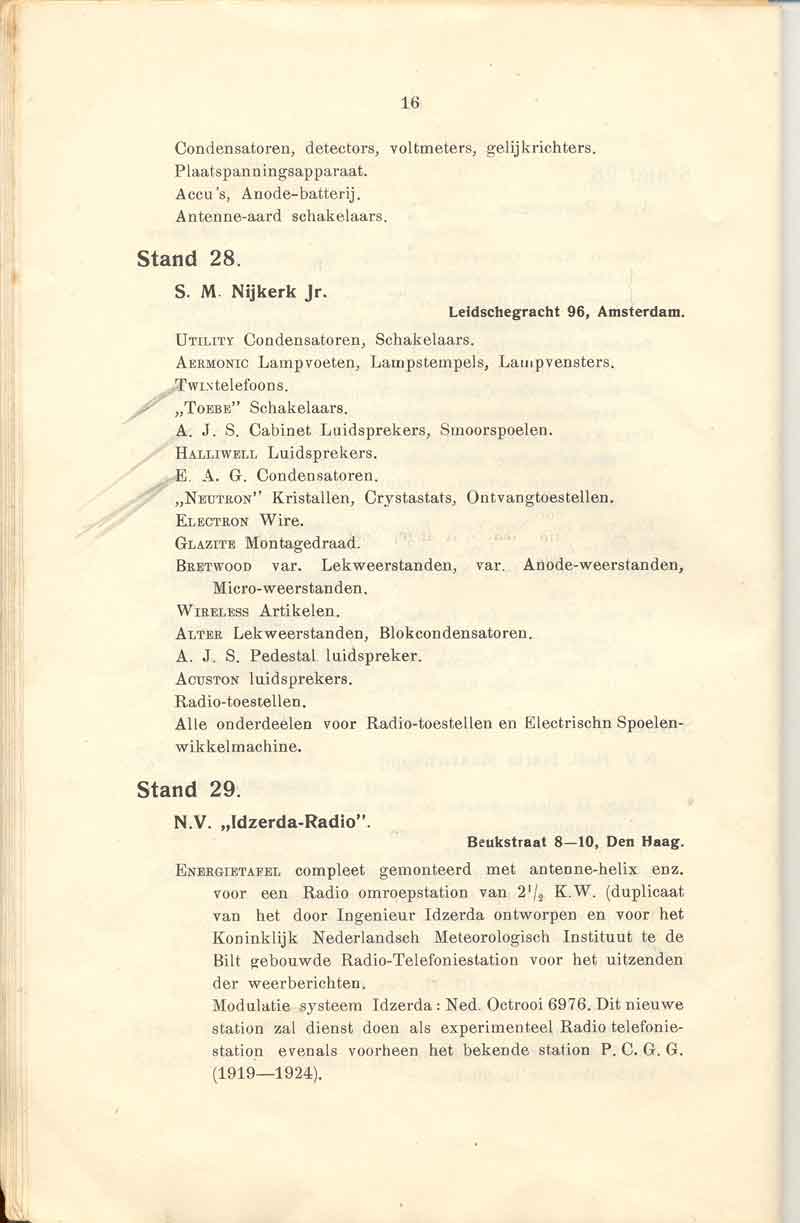 16
Condensatoren, detectors, voltmeters, gelijkrichters.
Plaatspanningsapparaat.
Accu's, Anode-batterij.
Antenne-aard schakelaars.
Stand 28.
S. M. Nijkerk Jr.
Leidschegracht 96, Amsterdam.
UTILITY Condensatoren, Schakelaars.
AERMONIC Lampvoeten, Lampstempels, Lampvensters.
TWINtelefoons.
„TOEBE” Schakelaars.
A. J. S. Cabinet Luidsprekers, Smoorspoelen.
HALLIWELL Luidsprekers.
E. A. G. Condensatoren.
„NEUTRON” Kristallen, Crystastats, Ontvangtoestellen.
ELECTRON Wire.
GLAZITE Montagedraad.
BRETWOOD var. Lekweerstanden, var. Anode-weerstanden,
Micro-weerstanden.
WIRELESS Artikelen.
ALTER Lekweerstanden, Blokcondensatoren.
A. J. S. Pedestal luidspreker.
ACUSTON luidsprekers.
Radio-toestellen.
Alle onderdeelen voor Radio-toestellen en Electrischn Spoelen-
wikkelmachine.
Stand 29.
N.V. „Idzerda-Radio”.
Beukstraat 8—10, Den Haag.
ENERGIETAFEL compleet gemonteerd met antenne-helix enz.
voor een Radio omroepstation van 2¹/₂ K.W. (duplicaat
van het door Ingenieur Idzerda ontworpen en voor het
Koninklijk Nederlandsch Meteorologisch Instituut te de
Bilt gebouwde Radio-Telefoniestation voor het uitzenden
der weerberichten.
Modulatie systeem Idzerda: Ned. Octrooi 6976. Dit nieuwe
station zal dienst doen als experimenteel Radio telefonie-
station evenals voorheen het bekende station P. C. G. G.
(1919—1924).